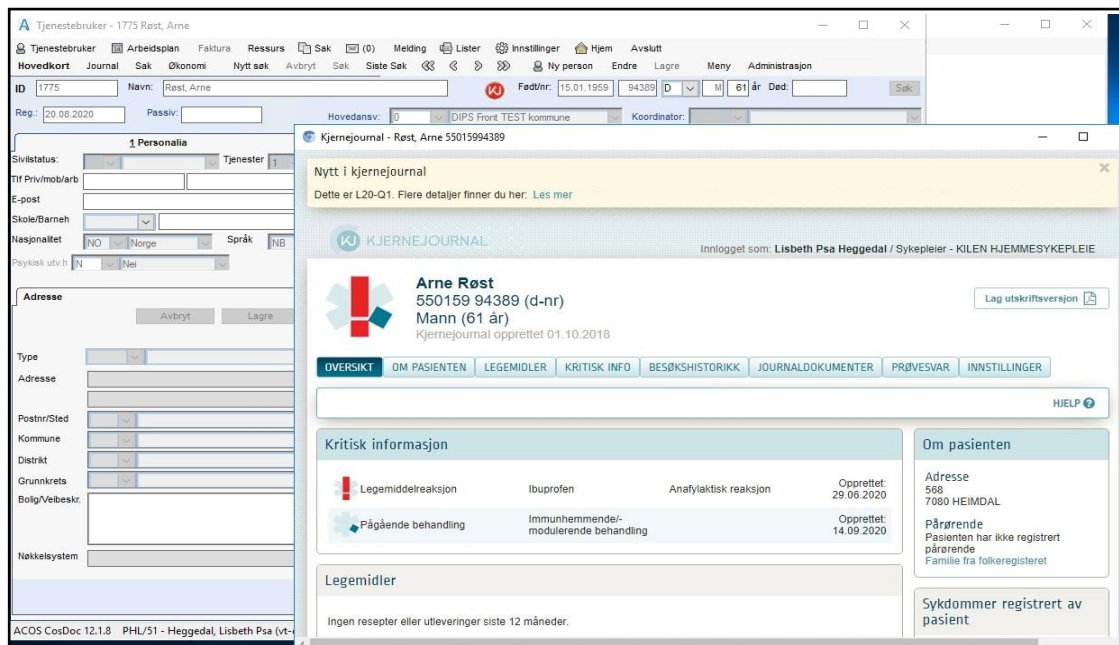 Tjenestebruker - 1775 Røst, Arne
Tjenestebruker Arbeidsplan Faktura Ressurs Sak (0) Melding Lister Innstillinger Hjem Avslutt
Hovedkort Journal Sak Økonomi Nytt søk Avbryt Søk Siste Søk Ny person Endre Lagre Meny Administrasjon
ID 1775 Navn: Røst, Arne KJ Født/nr: 15.01.1959 94389 D M 61 år Død: Søk
Reg.: 20.08.2020 Passiv: Hovedansv: 0 DIPS Front TEST kommune Koordinator:
1 Personalia
Sivilstatus: Tjenester 1
Tlf Priv/mob/arb
E-post
Skole/Barneh
Nasjonalitet NO Norge Språk NB
Psykisk utv.h N Nei
Adresse
Avbryt Lagre
Type
Adresse
Postnr/Sted
Kommune
Distrikt
Grunnkrets
Bolig/Veibeskr.
Nøkkelsystem
ACOS CosDoc 12.1.8 PHL/51 - Heggedal, Lisbeth Psa (vt-
Kjernejournal - Røst, Arne 55015994389
Nytt i kjernejournal
Dette er L20-Q1. Flere detaljer finner du her: Les mer
KJ KJERNEJOURNAL
Innlogget som: Lisbeth Psa Heggedal / Sykepleier - KILEN HJEMMESYKEPLEIE
Arne Røst
550159 94389 (d-nr)
Mann (61 år)
Kjernejournal opprettet 01.10.2018
Lag utskriftsversjon
OVERSIKT OM PASIENTEN LEGEMIDLER KRITISK INFO BESØKSHISTORIKK JOURNALDOKUMENTER PRØVESVAR INNSTILLINGER
HJELP ?
Kritisk informasjon
Legemiddelreaksjon Ibuprofen Anafylaktisk reaksjon Opprettet:
29.06.2020
Pågående behandling Immunhemmende/-
modulerende behandling Opprettet:
14.09.2020
Legemidler
Ingen resepter eller utleveringer siste 12 måneder.
Om pasienten
Adresse
568
7080 HEIMDAL
Pårørende
Pasienten har ikke registrert
pårørende
Familie fra folkeregisteret
Sykdommer registrert av
pasient